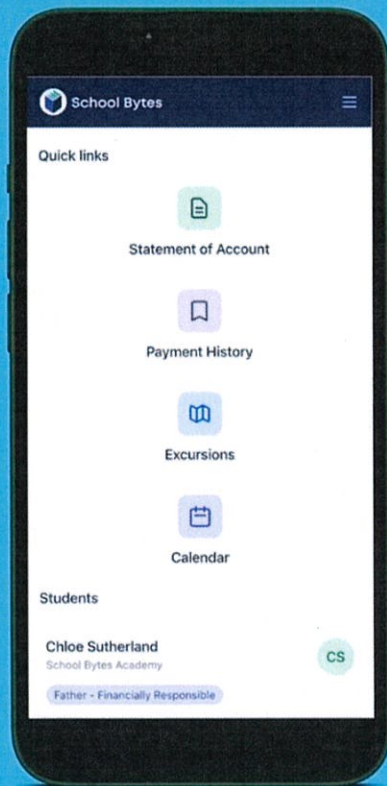 School Bytes
Quick links
Statement of Account
Payment History
Excursions
Calendar
Students
Chloe Sutherland
School Bytes Academy
CS
Father - Financially Responsible